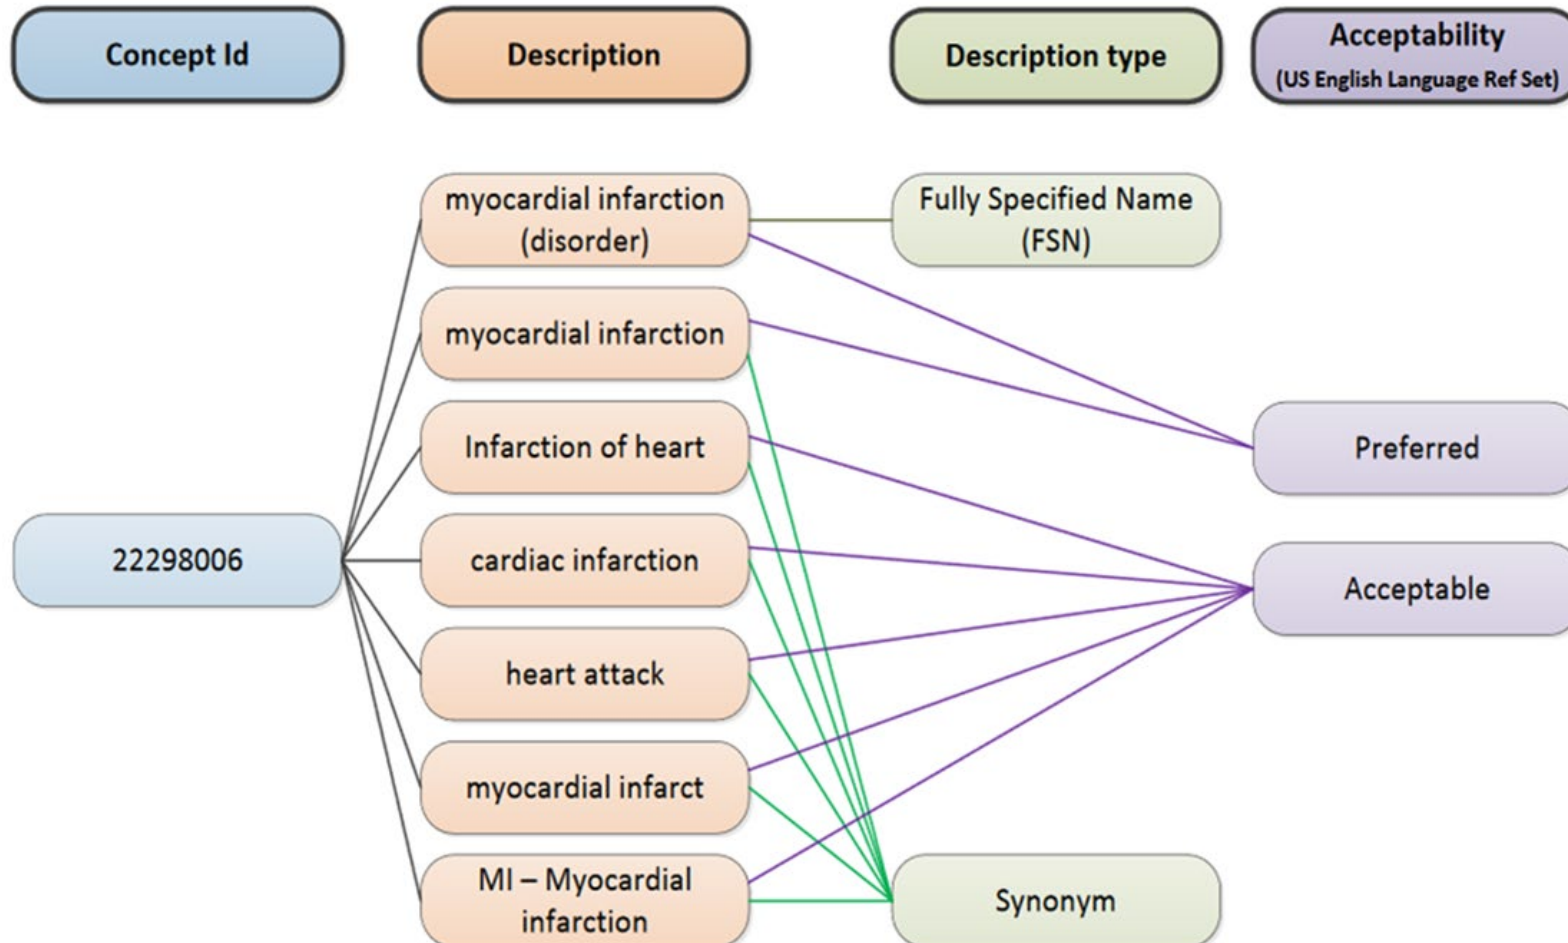 Concept Id
Description
Description type
Acceptability
(US English Language Ref Set)
myocardial infarction
(disorder)
Fully Specified Name
(FSN)
myocardial infarction
Infarction of heart
Preferred
22298006
cardiac infarction
Acceptable
heart attack
myocardial infarct
MI – Myocardial
infarction
Synonym